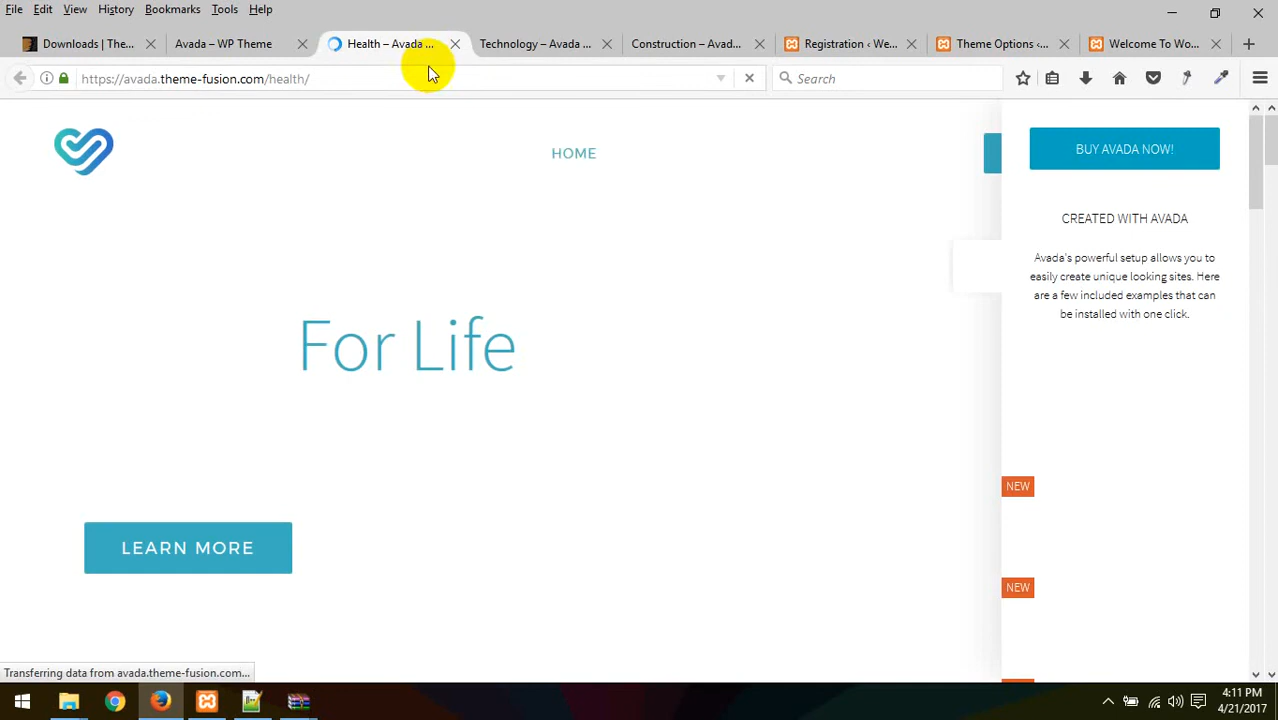 File Edit View History Bookmarks Tools Help
Downloads | The...
Avada – WP Theme
Health – Avada ...
Technology – Avada ...
Construction – Avad...
Registration ‹ We...
Theme Options ‹...
Welcome To Wo...
https://avada.theme-fusion.com/health/
Search
HOME
BUY AVADA NOW!
CREATED WITH AVADA
Avada's powerful setup allows you to
easily create unique looking sites. Here
are a few included examples that can
be installed with one click.
For Life
NEW
LEARN MORE
NEW
Transferring data from avada.theme-fusion.com...
4:11 PM
4/21/2017